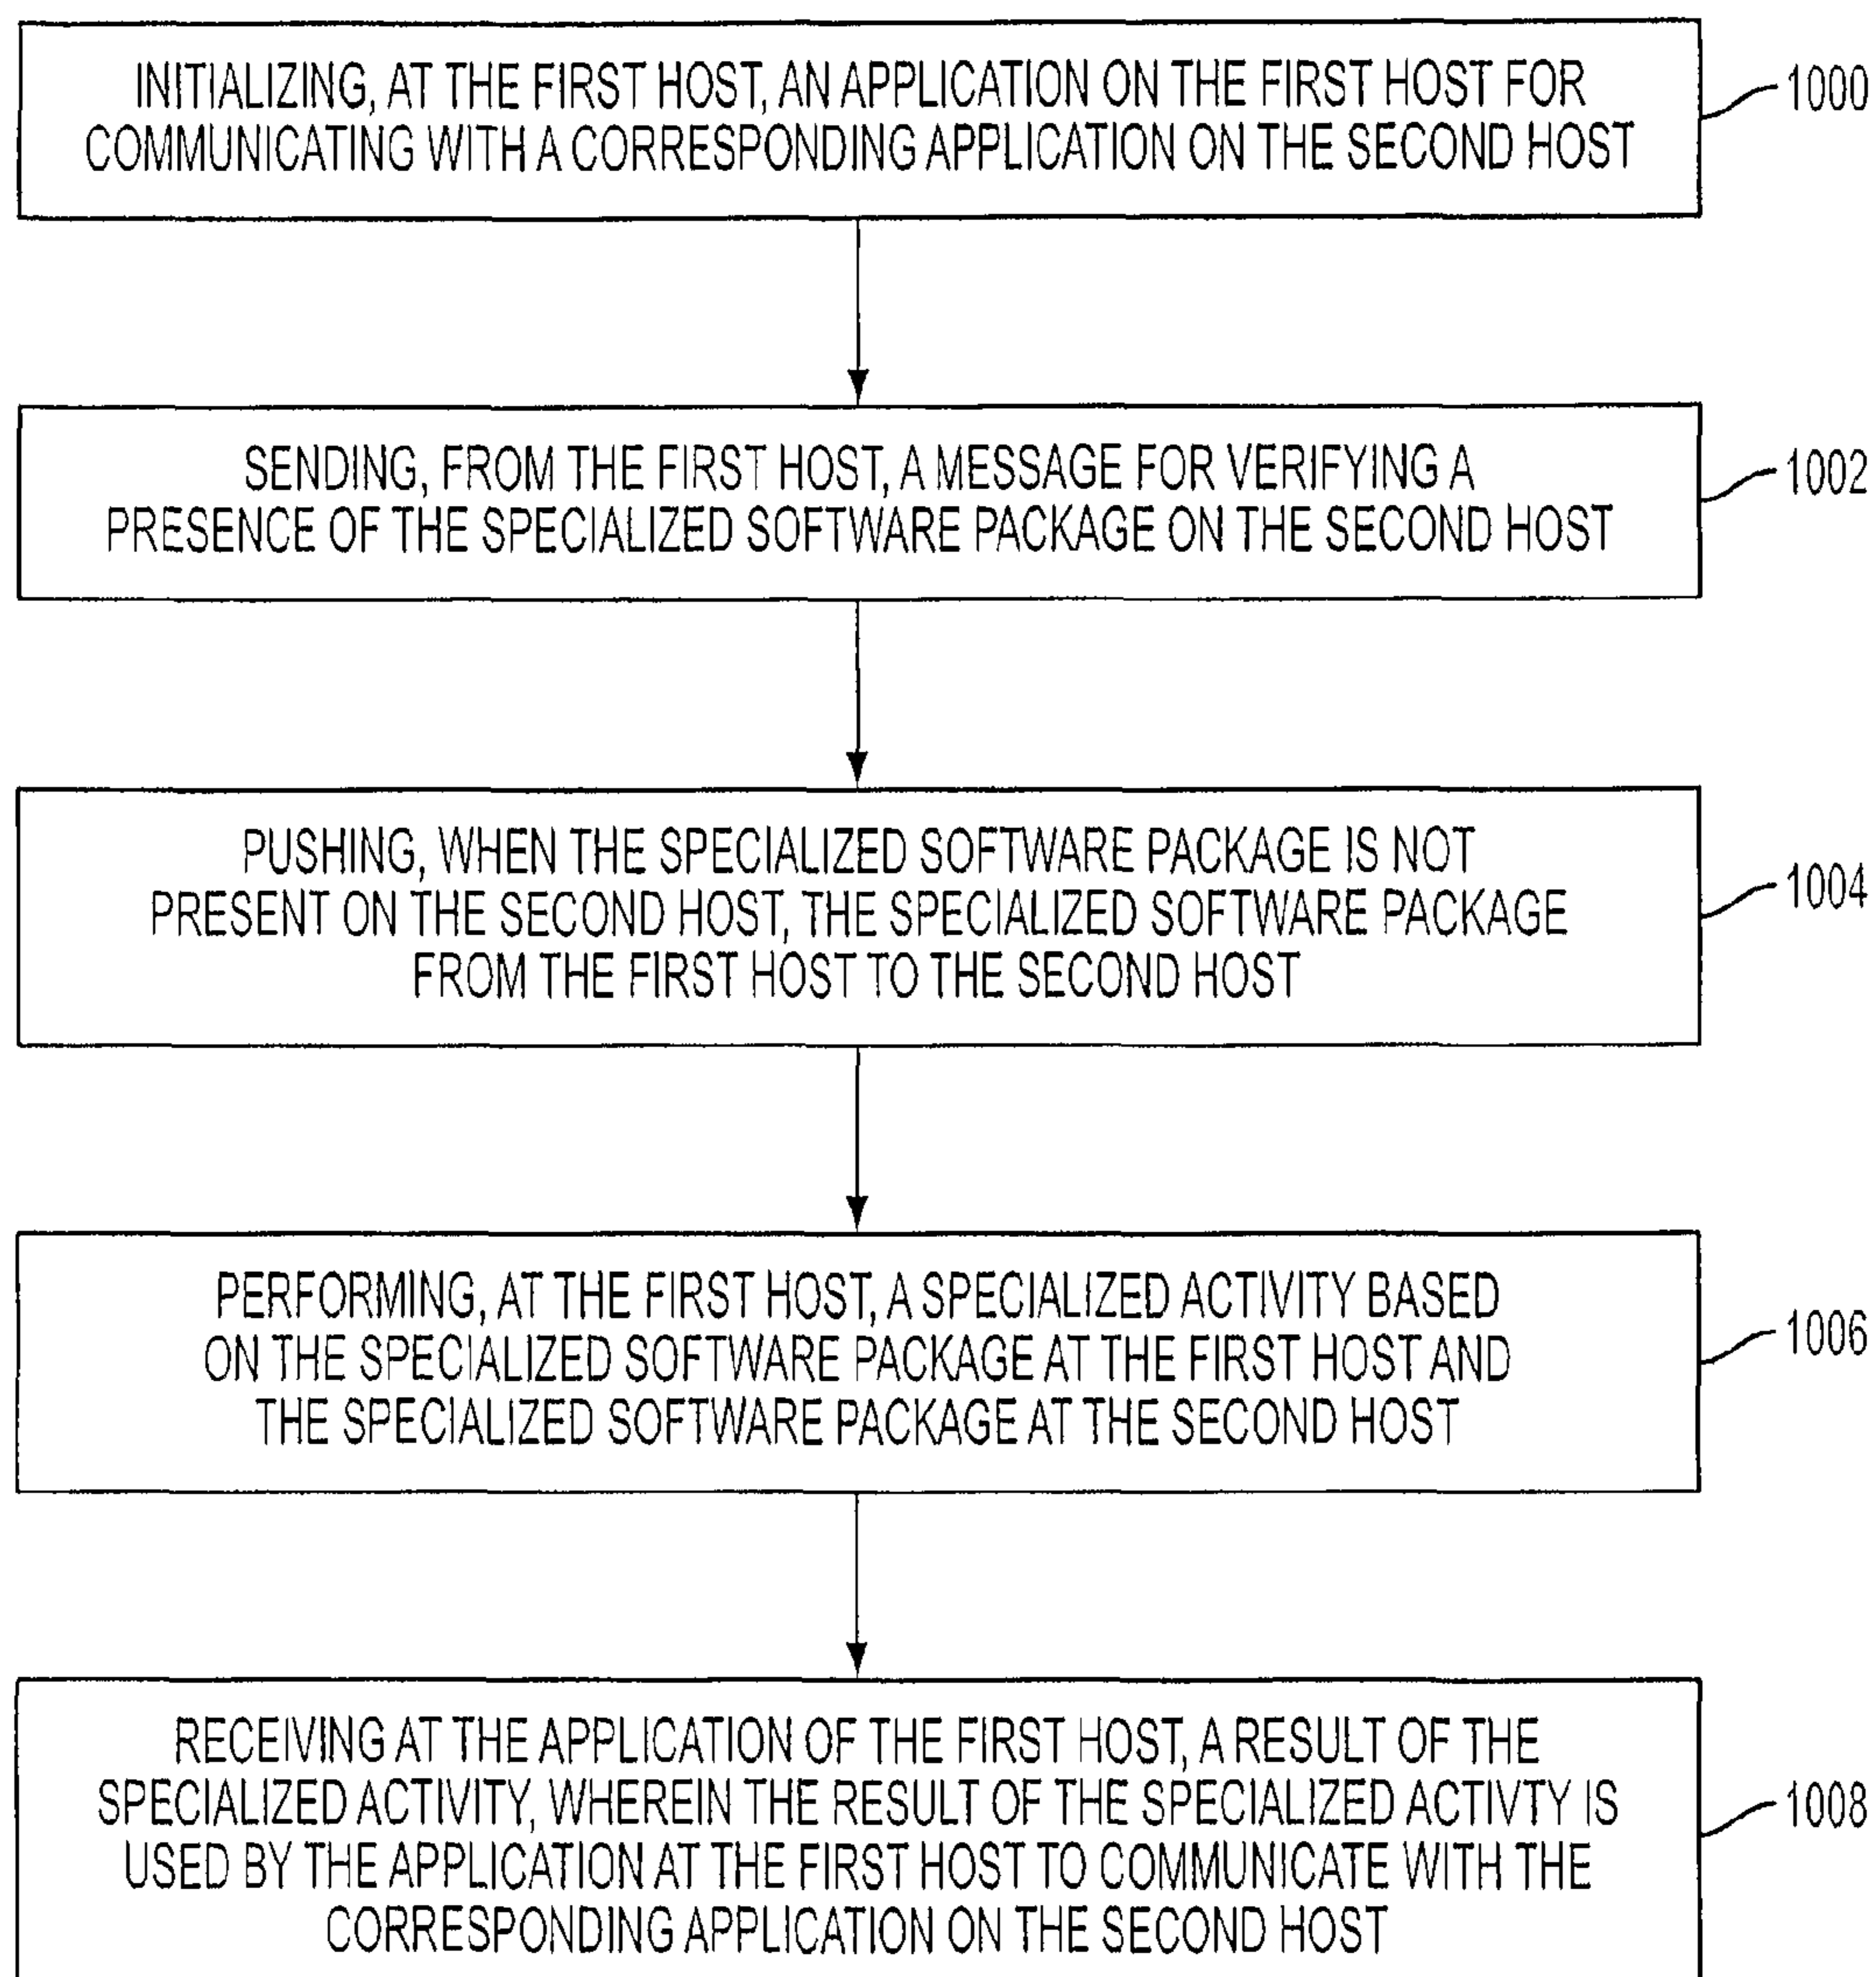 INITIALIZING, AT THE FIRST HOST, AN APPLICATION ON THE FIRST HOST FOR
COMMUNICATING WITH A CORRESPONDING APPLICATION ON THE SECOND HOST
1000
SENDING, FROM THE FIRST HOST, A MESSAGE FOR VERIFYING A
PRESENCE OF THE SPECIALIZED SOFTWARE PACKAGE ON THE SECOND HOST
1002
PUSHING, WHEN THE SPECIALIZED SOFTWARE PACKAGE IS NOT
PRESENT ON THE SECOND HOST, THE SPECIALIZED SOFTWARE PACKAGE
FROM THE FIRST HOST TO THE SECOND HOST
1004
PERFORMING, AT THE FIRST HOST, A SPECIALIZED ACTIVITY BASED
ON THE SPECIALIZED SOFTWARE PACKAGE AT THE FIRST HOST AND
THE SPECIALIZED SOFTWARE PACKAGE AT THE SECOND HOST
1006
RECEIVING AT THE APPLICATION OF THE FIRST HOST, A RESULT OF THE
SPECIALIZED ACTIVITY, WHEREIN THE RESULT OF THE SPECIALIZED ACTIVTY IS
USED BY THE APPLICATION AT THE FIRST HOST TO COMMUNICATE WITH THE
CORRESPONDING APPLICATION ON THE SECOND HOST
1008